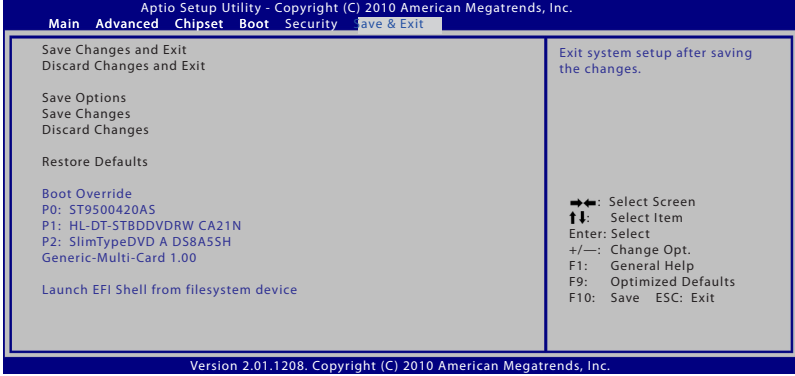 Aptio Setup Utility - Copyright (C) 2010 American Megatrends, Inc.
Main Advanced Chipset Boot Security Save & Exit
Save Changes and Exit
Discard Changes and Exit
Save Options
Save Changes
Discard Changes
Restore Defaults
Boot Override
P0: ST9500420AS
P1: HL-DT-STBDDVDRW CA21N
P2: SlimTypeDVD A DS8A5SH
Generic-Multi-Card 1.00
Launch EFI Shell from filesystem device
Exit system setup after saving
the changes.
→←: Select Screen
↑↓: Select Item
Enter: Select
+/—: Change Opt.
F1: General Help
F9: Optimized Defaults
F10: Save ESC: Exit
Version 2.01.1208. Copyright (C) 2010 American Megatrends, Inc.